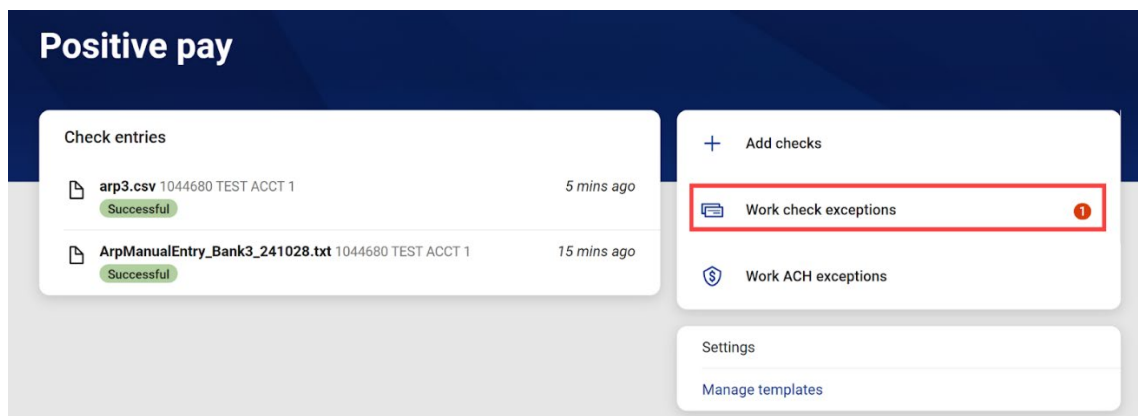 Positive pay
Check entries
arp3.csv 1044680 TEST ACCT 1 5 mins ago
Successful
ArpManualEntry_Bank3_241028.txt 1044680 TEST ACCT 1 15 mins ago
Successful
Add checks
Work check exceptions 1
Work ACH exceptions
Settings
Manage templates